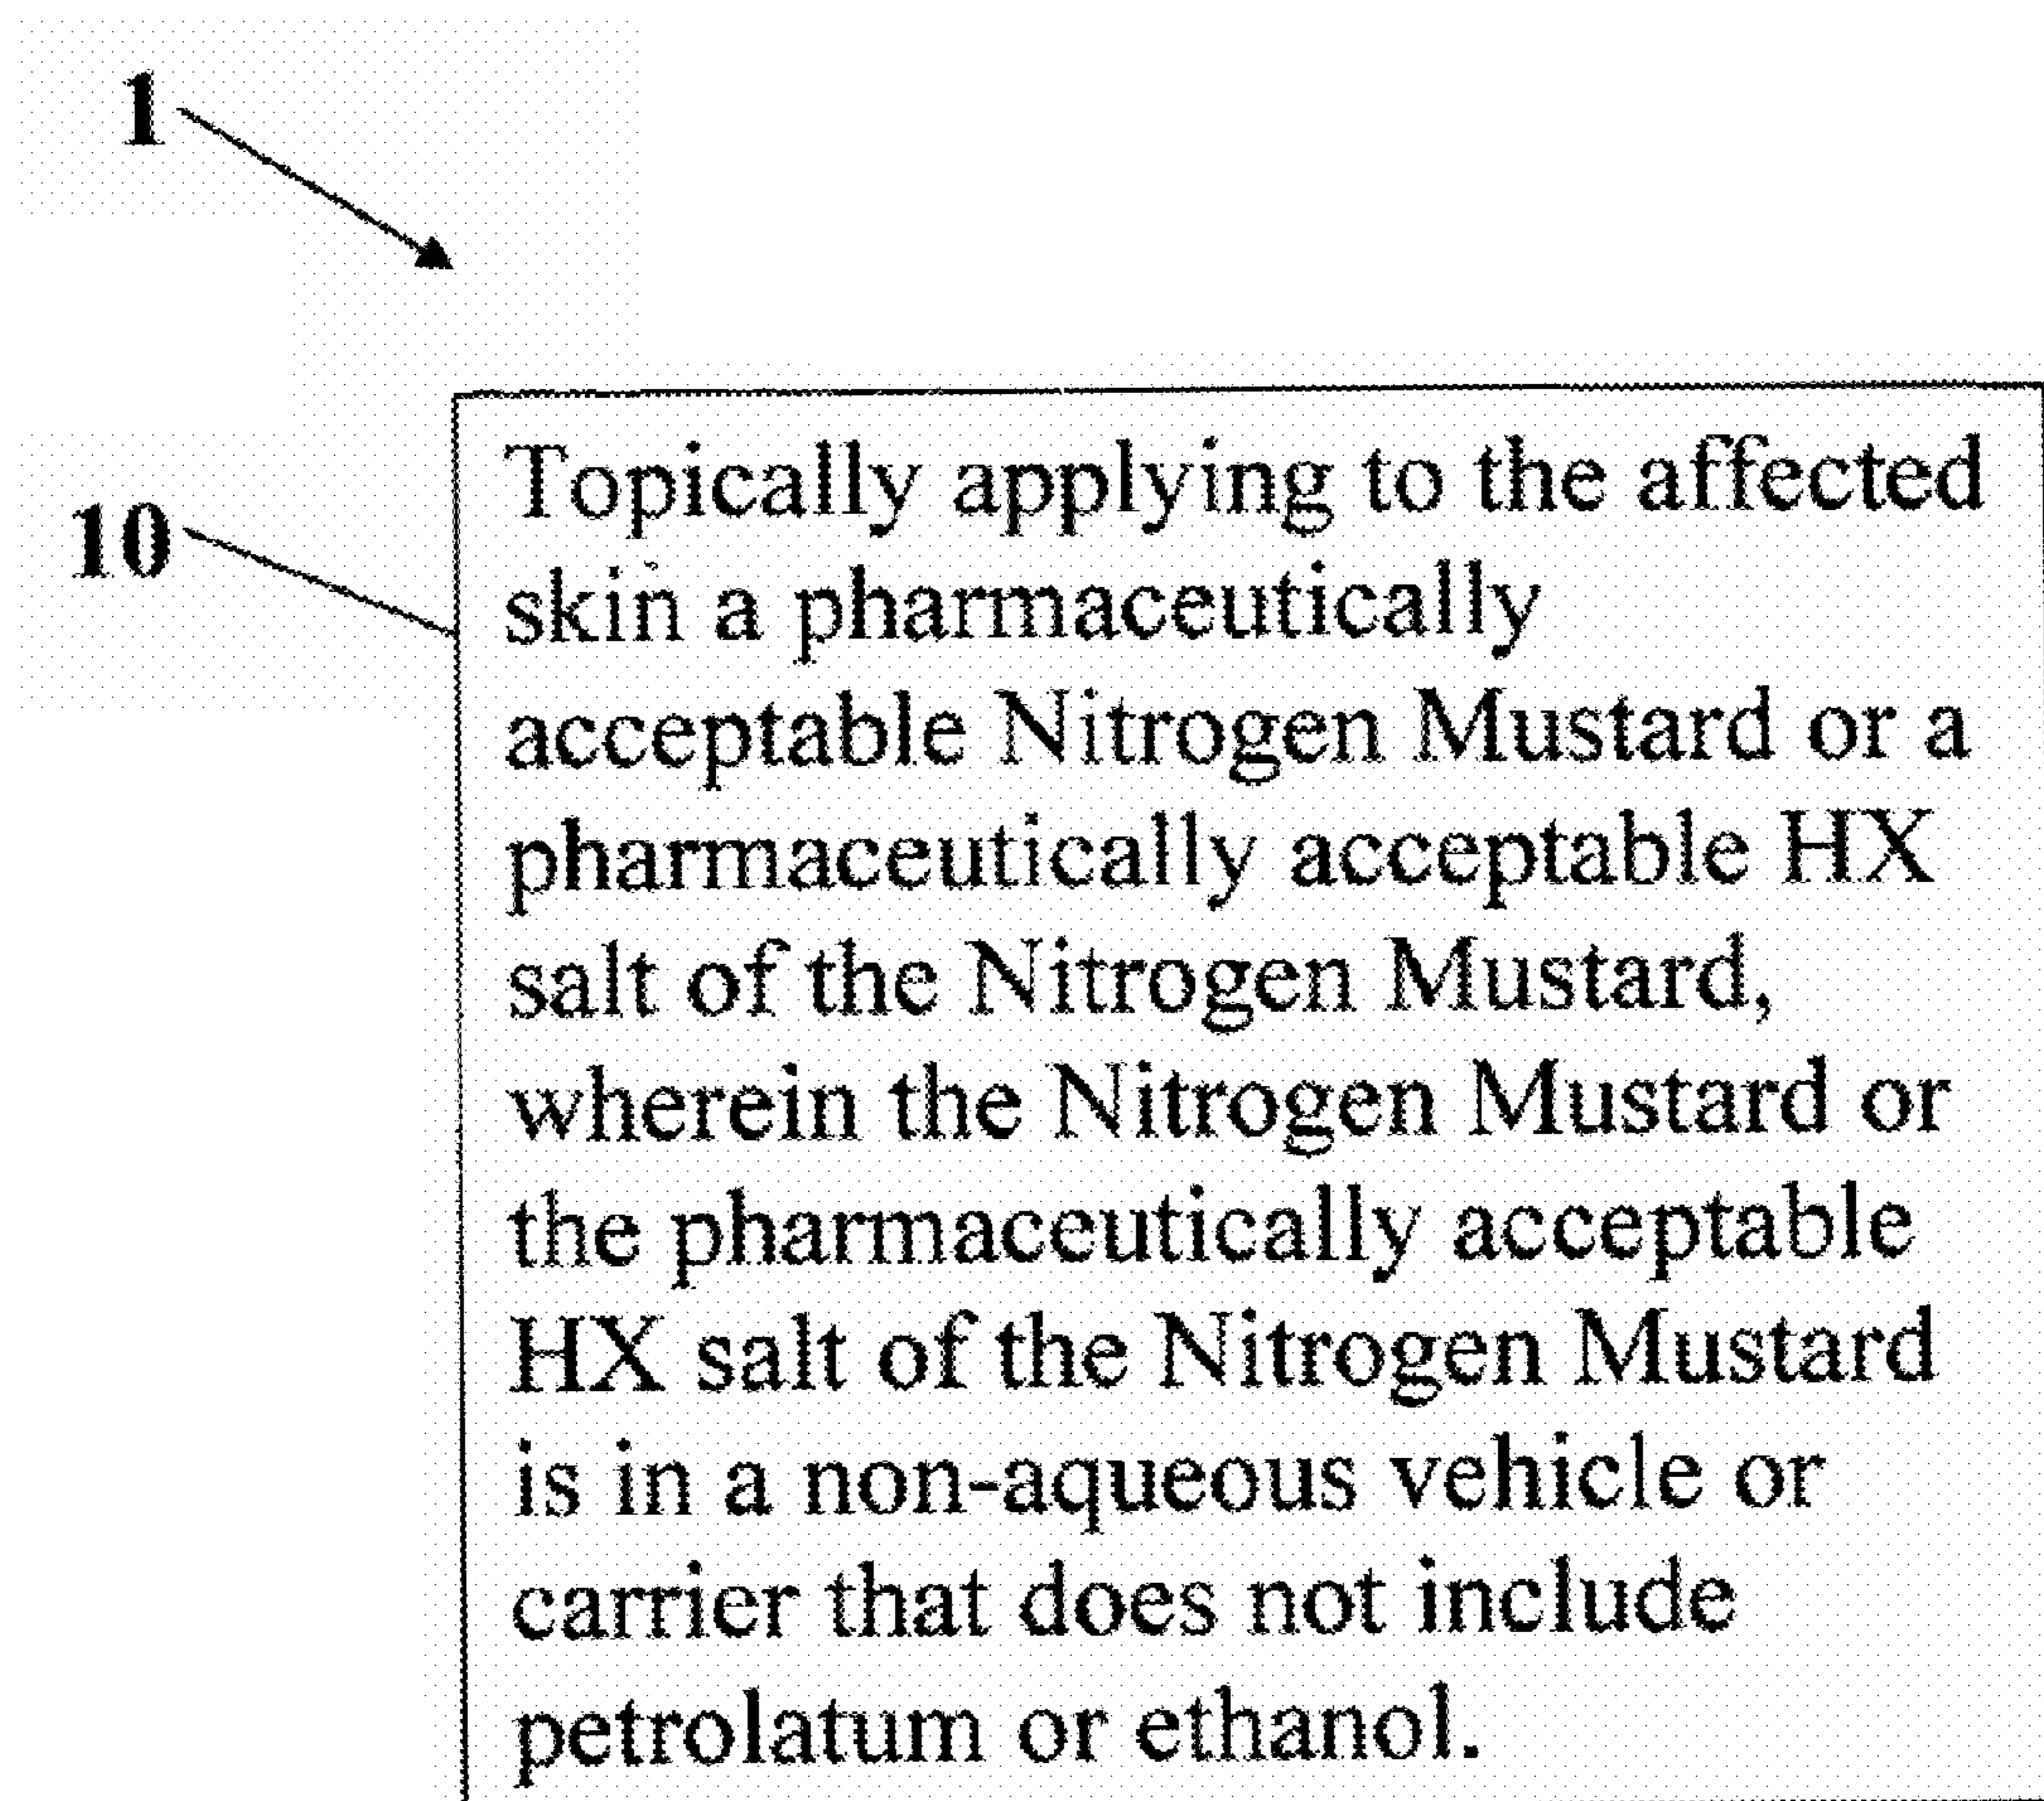 1
10
Topically applying to the affected
skin a pharmaceutically
acceptable Nitrogen Mustard or a
pharmaceutically acceptable HX
salt of the Nitrogen Mustard,
wherein the Nitrogen Mustard or
the pharmaceutically acceptable
HX salt of the Nitrogen Mustard
is in a non-aqueous vehicle or
carrier that does not include
petrolatum or ethanol.